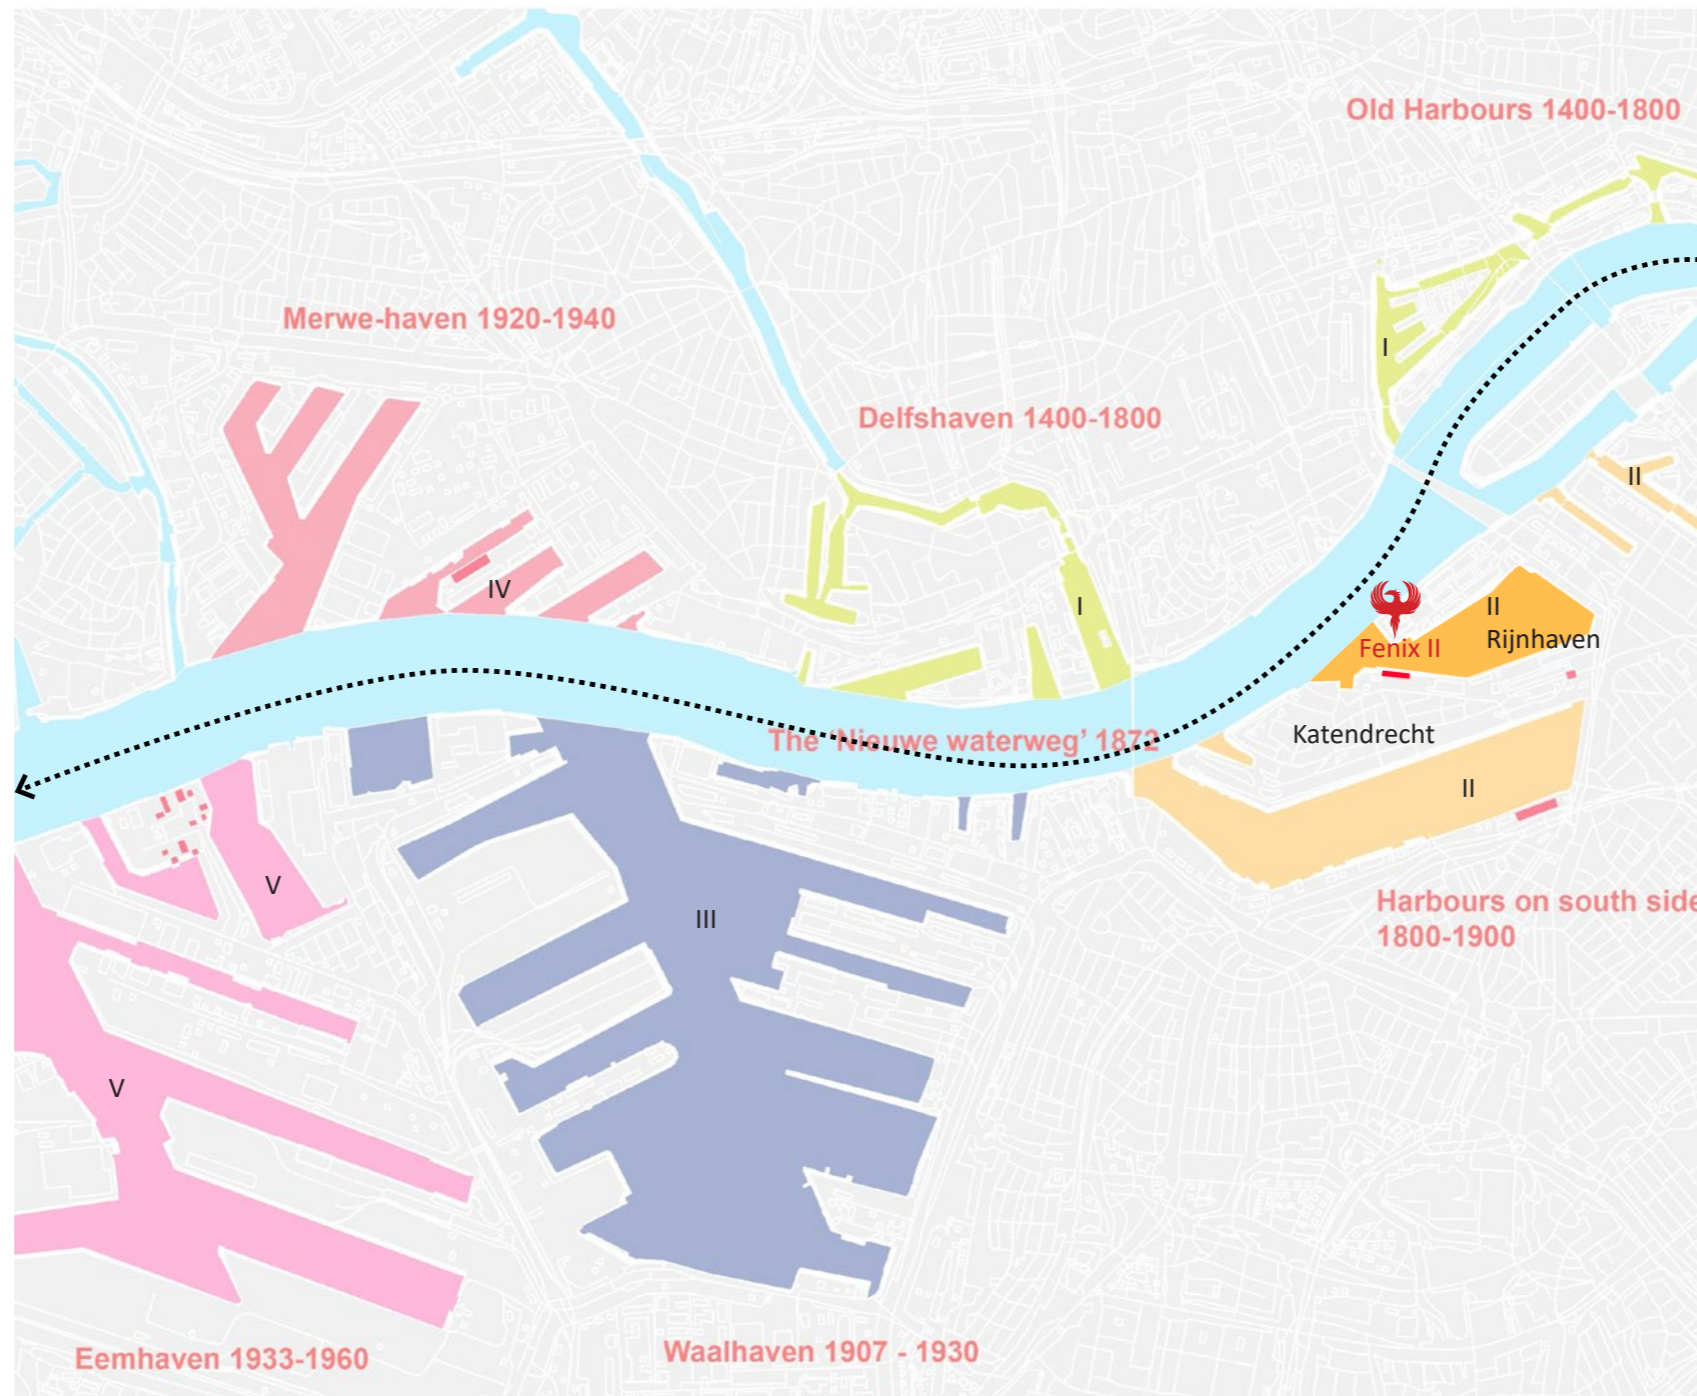 Old Harbours 1400-1800
Merwe-haven 1920-1940
I
Delfshaven 1400-1800
II
IV
I
II
Rijnhaven
Fenix II
The ‘Nieuwe waterweg’ 1872
Katendrecht
II
V
III
Harbours on south side
1800-1900
V
Eemhaven 1933-1960
Waalhaven 1907 - 1930